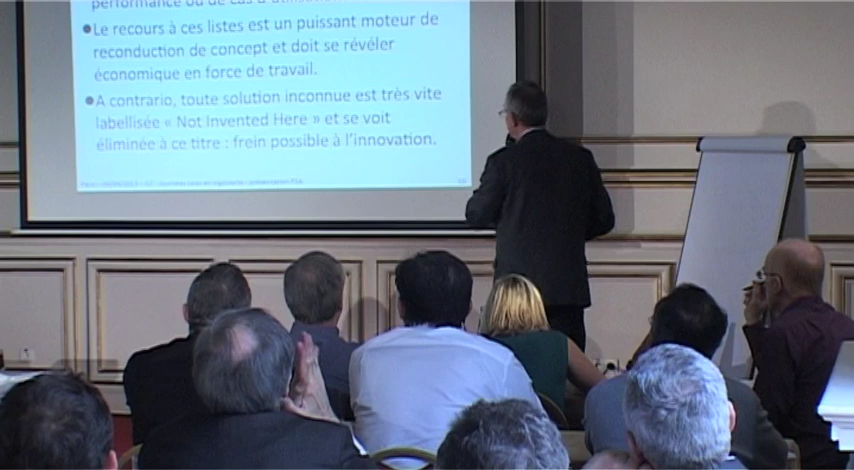 performance ou de cas d'utilisation
●Le recours à ces listes est un puissant moteur de
reconduction de concept et doit se révéler
économique en force de travail.
●A contrario, toute solution inconnue est très vite
labellisée « Not Invented Here » et se voit
éliminée à ce titre : frein possible à l'innovation.